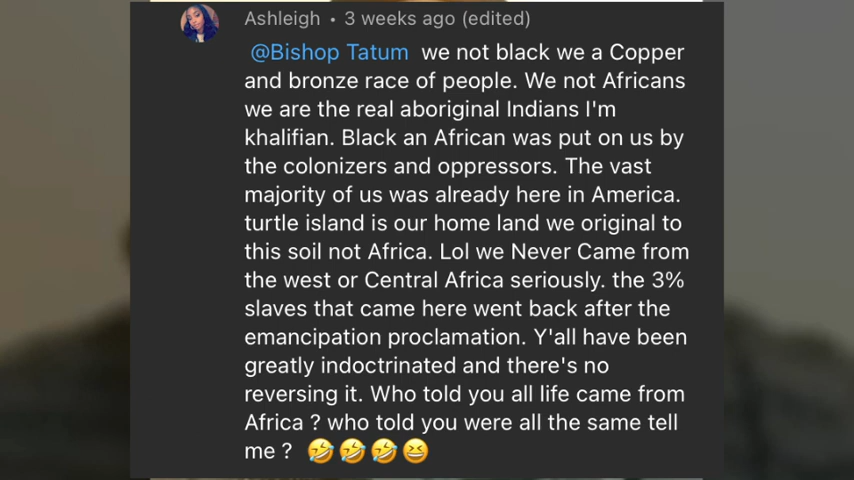 Ashleigh • 3 weeks ago (edited)
@Bishop Tatum we not black we a Copper
and bronze race of people. We not Africans
we are the real aboriginal Indians I'm
khalifian. Black an African was put on us by
the colonizers and oppressors. The vast
majority of us was already here in America.
turtle island is our home land we original to
this soil not Africa. Lol we Never Came from
the west or Central Africa seriously. the 3%
slaves that came here went back after the
emancipation proclamation. Y'all have been
greatly indoctrinated and there's no
reversing it. Who told you all life came from
Africa ? who told you were all the same tell
me ? 🤣🤣🤣😆